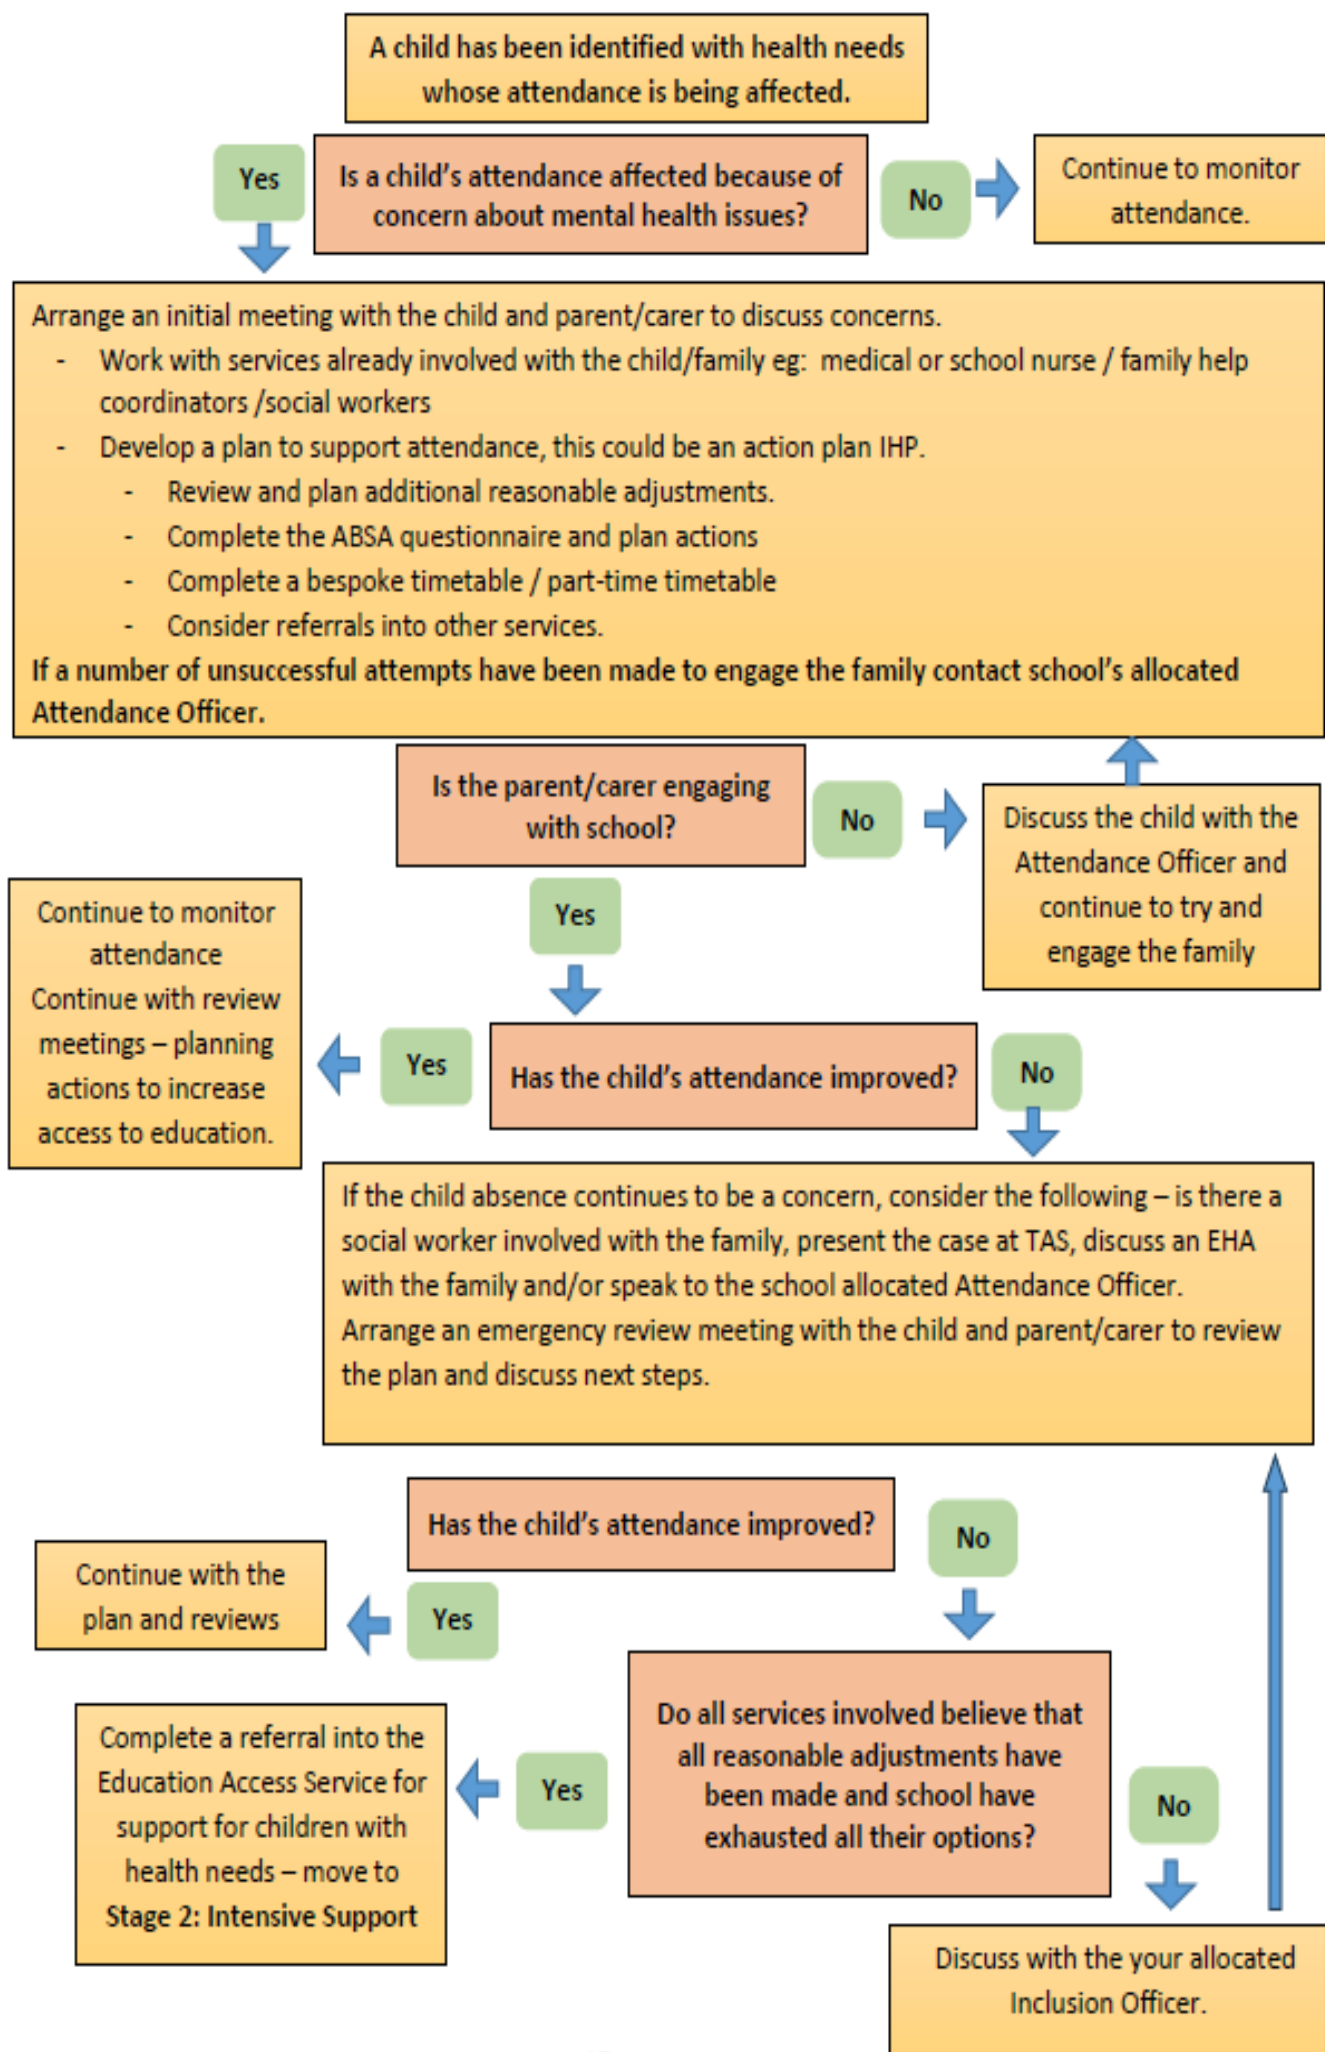 A child has been identified with health needs
whose attendance is being affected.
Yes
Is a child's attendance affected because of
concern about mental health issues?
No
Continue to monitor
attendance.
Arrange an initial meeting with the child and parent/carer to discuss concerns.
- Work with services already involved with the child/family eg:  medical or school nurse / family help
coordinators /social workers
- Develop a plan to support attendance, this could be an action plan IHP.
- Review and plan additional reasonable adjustments.
- Complete the ABSA questionnaire and plan actions
- Complete a bespoke timetable / part-time timetable
- Consider referrals into other services.
If a number of unsuccessful attempts have been made to engage the family contact school's allocated
Attendance Officer.
Is the parent/carer engaging
with school?
No
Discuss the child with the
Attendance Officer and
continue to try and
engage the family
Yes
Continue to monitor
attendance
Continue with review
meetings – planning
actions to increase
access to education.
Yes
Has the child's attendance improved?
No
If the child absence continues to be a concern, consider the following – is there a
social worker involved with the family, present the case at TAS, discuss an EHA
with the family and/or speak to the school allocated Attendance Officer.
Arrange an emergency review meeting with the child and parent/carer to review
the plan and discuss next steps.
Has the child's attendance improved?
No
Continue with the
plan and reviews
Yes
Do all services involved believe that
all reasonable adjustments have
been made and school have
exhausted all their options?
Yes
Complete a referral into the
Education Access Service for
support for children with
health needs – move to
Stage 2: Intensive Support
No
Discuss with the your allocated
Inclusion Officer.